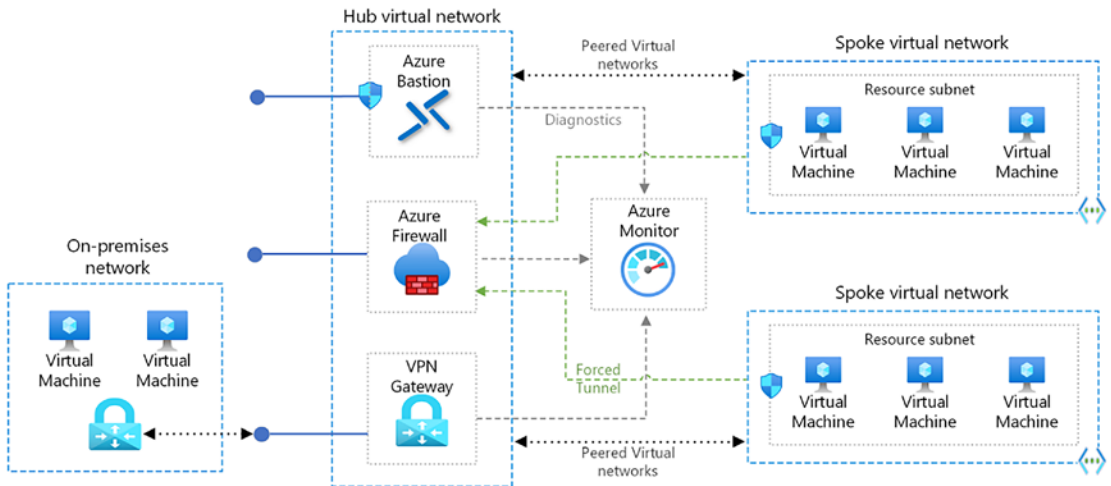 Hub virtual network
Azure
Bastion
Peered Virtual
networks
Spoke virtual network
Resource subnet
Virtual
Machine
Virtual
Machine
Virtual
Machine
Diagnostics
Azure
Firewall
Azure
Monitor
On-premises
network
Virtual
Machine
Virtual
Machine
VPN
Gateway
Forced
Tunnel
Spoke virtual network
Resource subnet
Virtual
Machine
Virtual
Machine
Virtual
Machine
Peered Virtual
networks